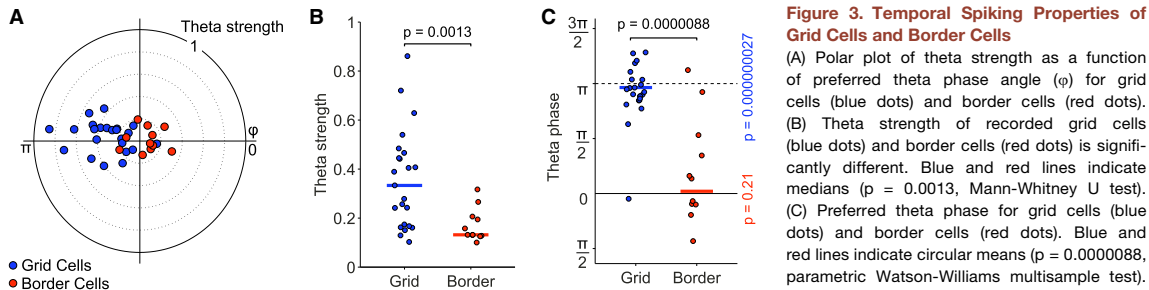 A
Theta strength
1
φ
π
0
Grid Cells
Border Cells
B
p = 0.0013
Theta strength
1
0.8
0.6
0.4
0.2
0
Grid
Border
C
p = 0.0000088
Theta phase
3π
2
π
π
2
0
π
2
Grid
Border
p = 0.000000027
p = 0.21
Figure 3. Temporal Spiking Properties of
Grid Cells and Border Cells
(A) Polar plot of theta strength as a function
of preferred theta phase angle (φ) for grid
cells (blue dots) and border cells (red dots).
(B) Theta strength of recorded grid cells
(blue dots) and border cells (red dots) is signifi-
cantly different. Blue and red lines indicate
medians (p = 0.0013, Mann-Whitney U test).
(C) Preferred theta phase for grid cells (blue
dots) and border cells (red dots). Blue and
red lines indicate circular means (p = 0.0000088,
parametric Watson-Williams multisample test).